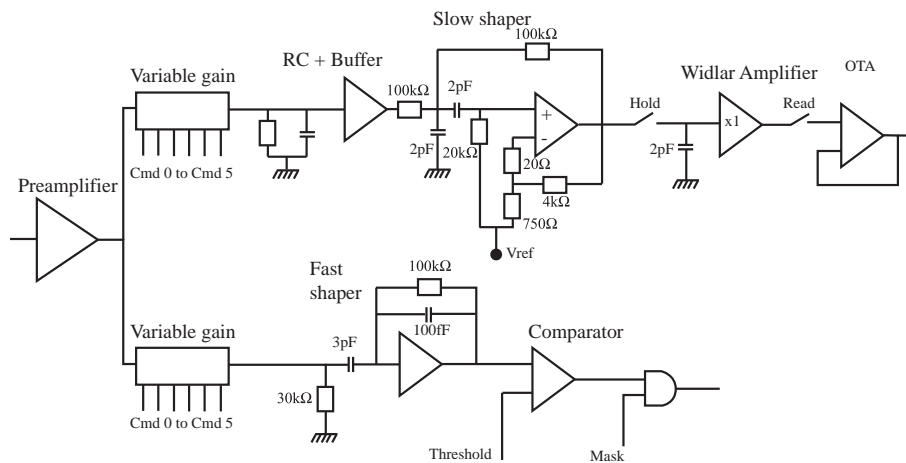 Slow shaper
100kΩ
Variable gain
RC + Buffer
100kΩ
2pF
Widlar Amplifier
OTA
Hold
Read
x1
+
-
2pF
20kΩ
20Ω
4kΩ
750Ω
2pF
Cmd 0 to Cmd 5
Preamplifier
Vref
Fast
shaper
100kΩ
100fF
Variable gain
3pF
Comparator
30kΩ
Cmd 0 to Cmd 5
Threshold
Mask